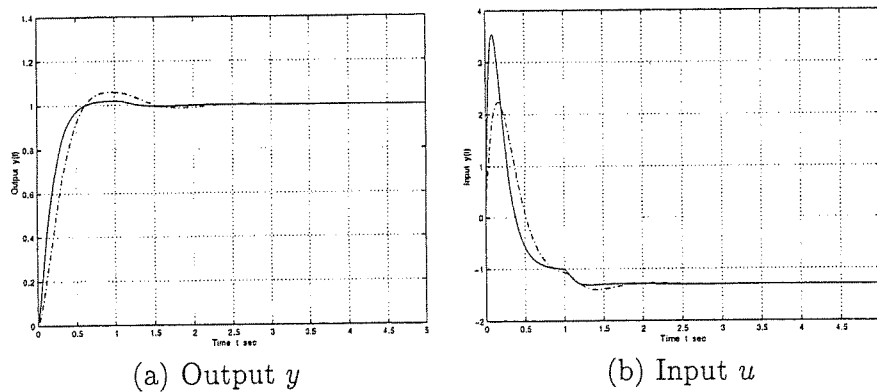 1.4
1.2
1
0.8
0.6
0.4
0.2
0
Output y(t)
0 0.5 1 1.5 2 2.5 3 3.5 4 4.5 5
Time t sec
(a) Output y
4
3
2
1
0
-1
-2
Input y(t)
0 0.5 1 1.5 2 2.5 3 3.5 4 4.5
Time t sec
(b) Input u